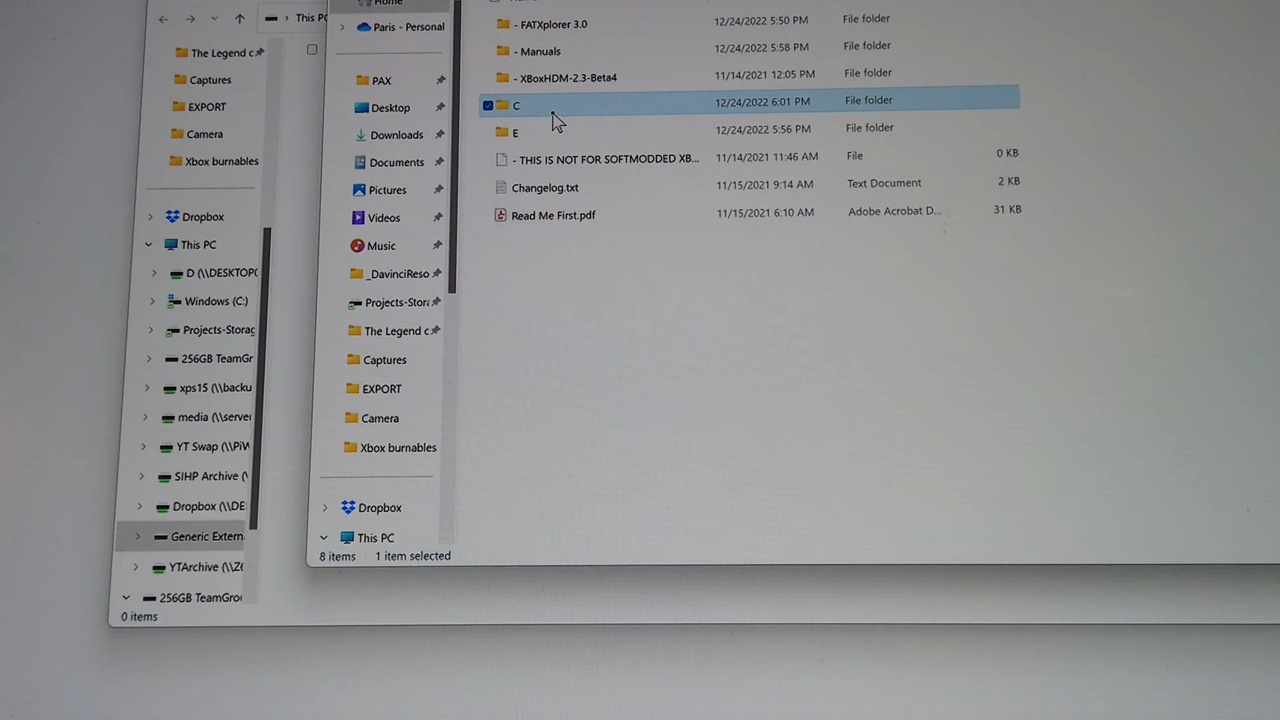 This PC
The Legend c
Captures
EXPORT
Camera
Xbox burnables
Dropbox
This PC
D (\\DESKTOP
Windows (C:)
Projects-Storag
256GB TeamGr
xps15 (\\backu
media (\\server
YT Swap (\\PiW
SIHP Archive (\
Dropbox (\\DE
Generic Extern
YTArchive (\\Z
256GB TeamGrou
0 items
Home
Paris - Personal
PAX
Desktop
Downloads
Documents
Pictures
Videos
Music
_DavinciReso
Projects-Stora
The Legend c
Captures
EXPORT
Camera
Xbox burnables
Dropbox
This PC
8 items 1 item selected
- FATXplorer 3.0 12/24/2022 5:50 PM File folder
- Manuals 12/24/2022 5:58 PM File folder
- XBoxHDM-2.3-Beta4 11/14/2021 12:05 PM File folder
C 12/24/2022 6:01 PM File folder
E 12/24/2022 5:56 PM File folder
- THIS IS NOT FOR SOFTMODDED XB... 11/14/2021 11:46 AM File 0 KB
Changelog.txt 11/15/2021 9:14 AM Text Document 2 KB
Read Me First.pdf 11/15/2021 6:10 AM Adobe Acrobat D... 31 KB